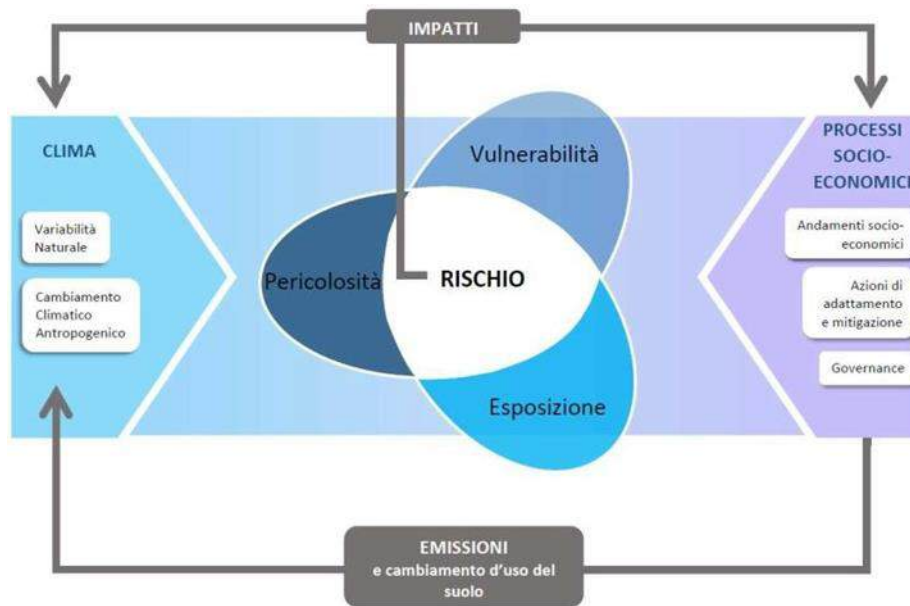 IMPATTI
CLIMA
Variabilità
Naturale
Cambiamento
Climatico
Antropogenico
Vulnerabilità
Pericolosità
RISCHIO
Esposizione
PROCESSI
SOCIO-
ECONOMICI
Andamenti socio-
economici
Azioni di
adattamento
e mitigazione
Governance
EMISSIONI
e cambiamento d'uso del
suolo